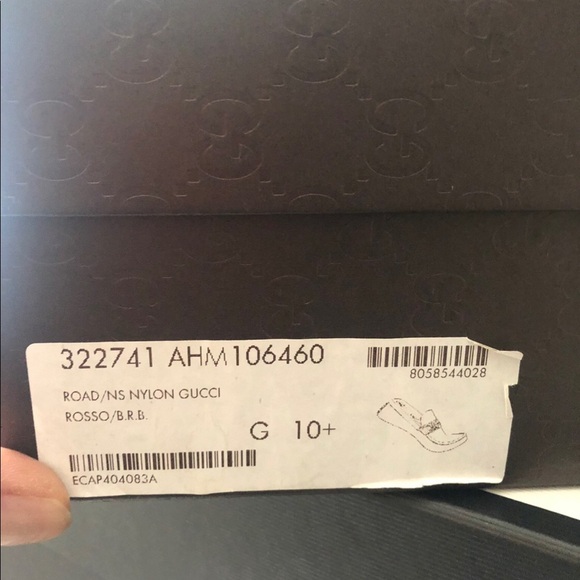 322741 AHM106460
8058544028
ROAD/NS NYLON GUCCI
ROSSO/B.R.B.
G 10+
ECAP404083A